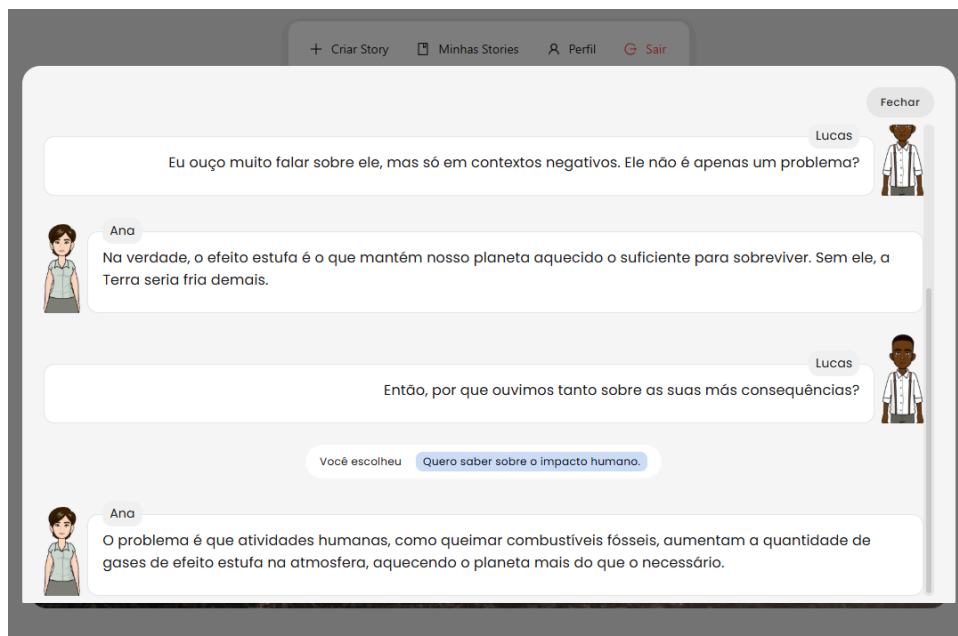 Criar Story Minhas Stories Perfil Sair
Fechar
Lucas
Eu ouço muito falar sobre ele, mas só em contextos negativos. Ele não é apenas um problema?
Ana
Na verdade, o efeito estufa é o que mantém nosso planeta aquecido o suficiente para sobreviver. Sem ele, a
Terra seria fria demais.
Lucas
Então, por que ouvimos tanto sobre as suas más consequências?
Você escolheu Quero saber sobre o impacto humano.
Ana
O problema é que atividades humanas, como queimar combustíveis fósseis, aumentam a quantidade de
gases de efeito estufa na atmosfera, aquecendo o planeta mais do que o necessário.